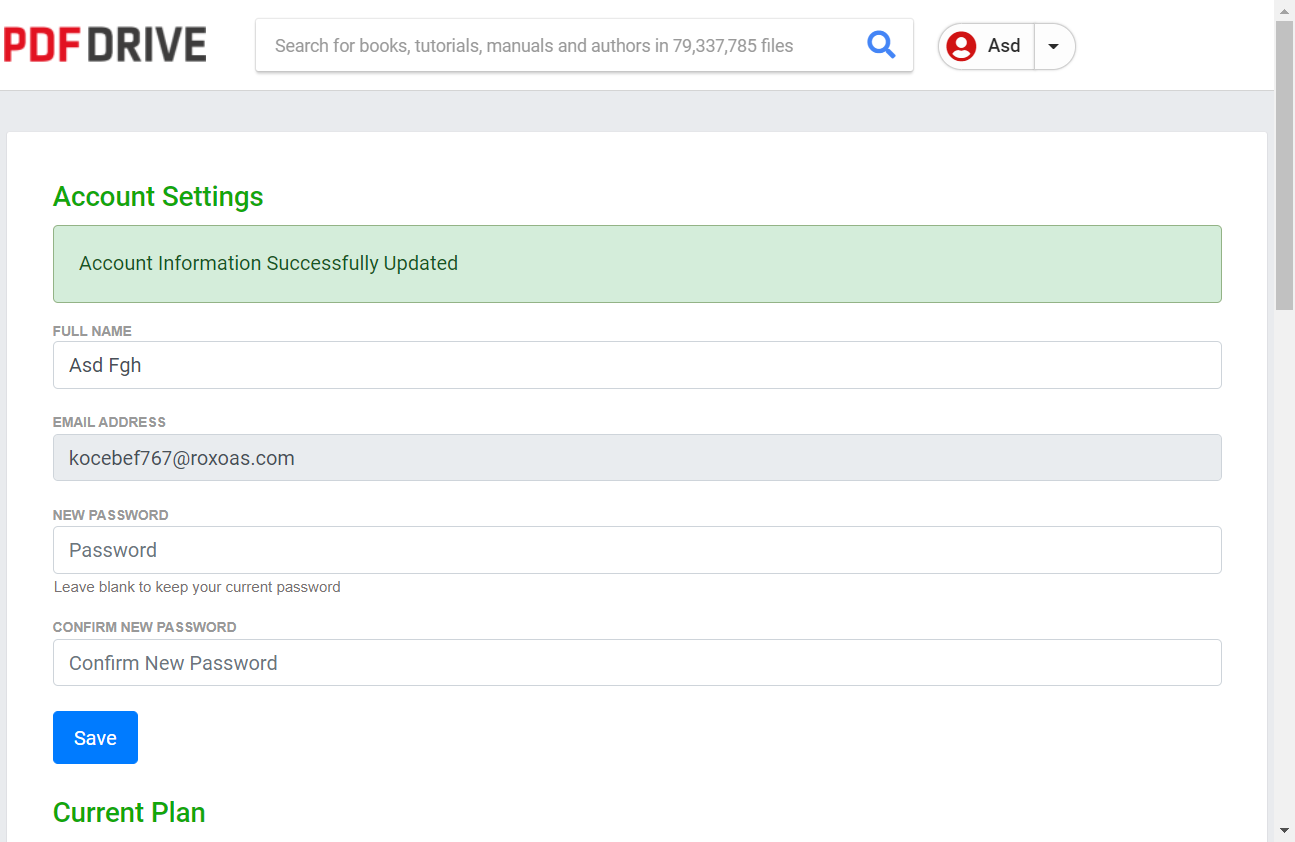 PDF DRIVE
Search for books, tutorials, manuals and authors in 79,337,785 files
Asd
Account Settings
Account Information Successfully Updated
FULL NAME
Asd Fgh
EMAIL ADDRESS
kocebef767@roxoas.com
NEW PASSWORD
Password
Leave blank to keep your current password
CONFIRM NEW PASSWORD
Confirm New Password
Save
Current Plan